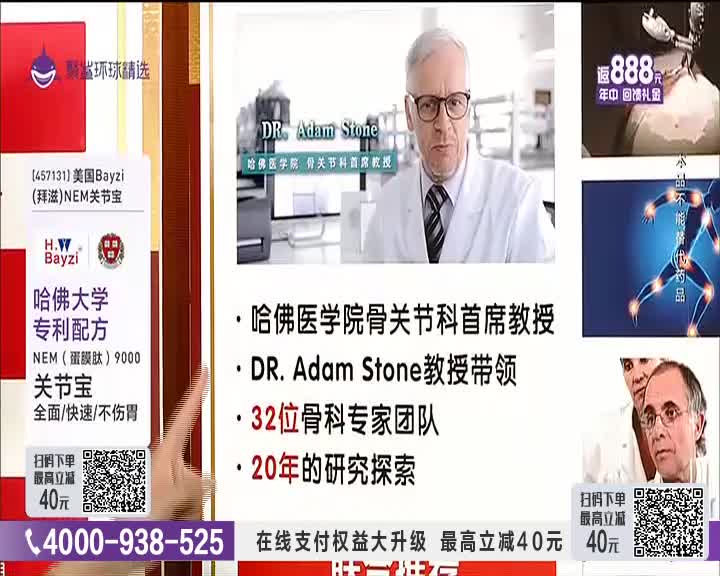 聚鲨环球精选
[457131] 美国Bayzi
(拜滋)NEM关节宝
H.W
Bayzi
哈佛大学
专利配方
NEM（蛋膜肽）9000
关节宝
全面/快速/不伤胃
扫码下单
最高立减
40元
DR. Adam Stone
哈佛医学院 骨关节科首席教授
·哈佛医学院骨关节科首席教授
·DR. Adam Stone教授带领
·32位骨科专家团队
·20年的研究探索
返888元
年中 回馈礼金
本品不能替代药品
扫码下单
最高立减
40元
4000-938-525
在线支付权益大升级 最高立减40元